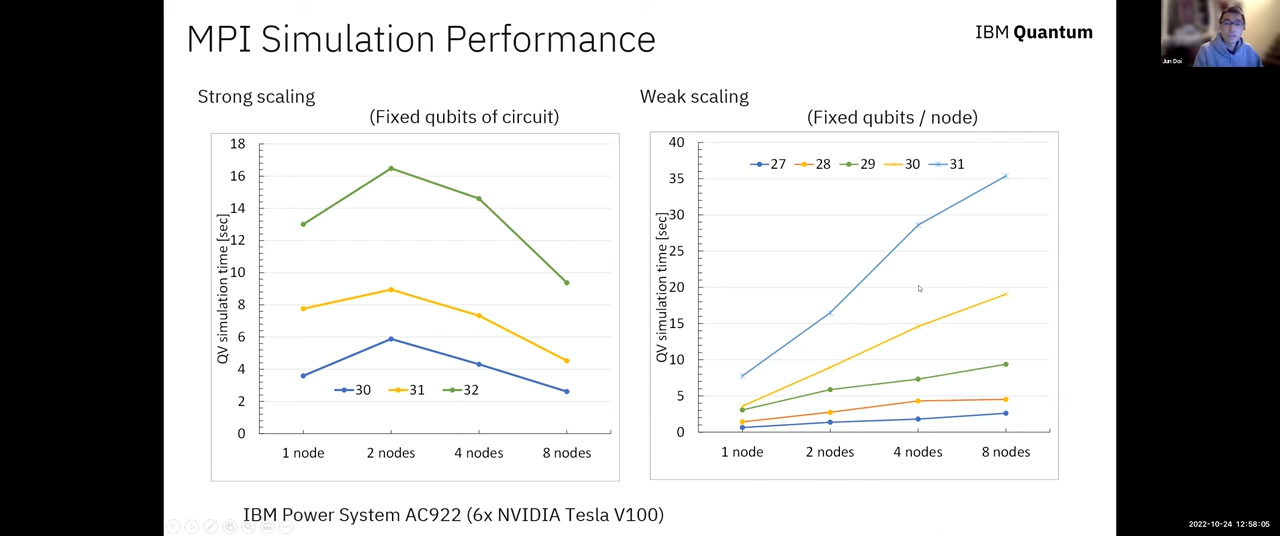 MPI Simulation Performance
IBM Quantum
Jun Doi
Strong scaling
(Fixed qubits of circuit)
18
16
14
12
10
8
6
4
2
0
QV simulation time [sec]
30 31 32
1 node 2 nodes 4 nodes 8 nodes
Weak scaling
(Fixed qubits / node)
40
35
30
25
20
15
10
5
0
QV simulation time [sec]
27 28 29 30 31
1 node 2 nodes 4 nodes 8 nodes
IBM Power System AC922 (6x NVIDIA Tesla V100)
2022-10-24 12:58:05